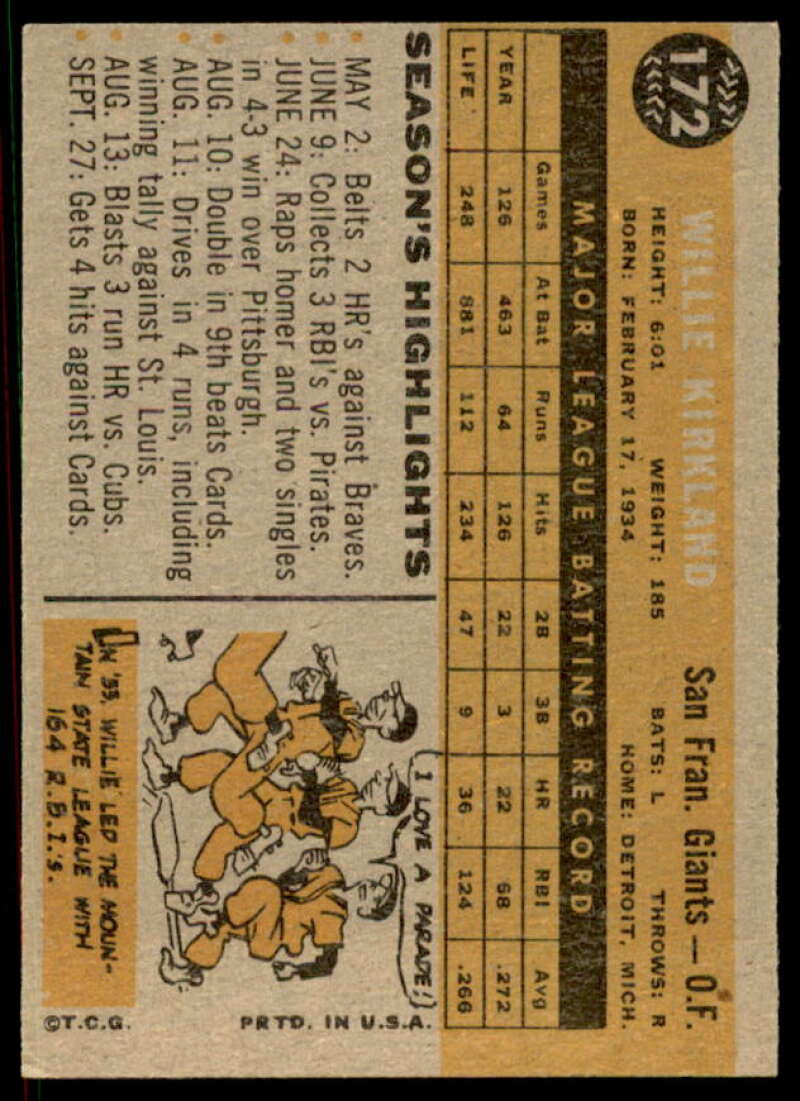 172
WILLIE KIRKLAND San Fran. Giants — O.F.
HEIGHT: 6:01 WEIGHT: 185 BATS: L THROWS: R
BORN: FEBRUARY 17, 1934 HOME: DETROIT, MICH.
MAJOR LEAGUE BATTING RECORD
Games At Bat Runs Hits 2B 3B HR RBI Avg
YEAR 126 463 64 126 22 3 22 68 .272
LIFE 248 881 112 234 47 9 36 124 .266
SEASON'S HIGHLIGHTS
• MAY 2: Belts 2 HR's against Braves.
• JUNE 9: Collects 3 RBI's vs. Pirates.
• JUNE 24: Raps homer and two singles
in 4-3 win over Pittsburgh.
• AUG. 10: Double in 9th beats Cards.
• AUG. 11: Drives in 4 runs, including
winning tally against St. Louis.
• AUG. 13: Blasts 3 run HR vs. Cubs.
• SEPT. 27: Gets 4 hits against Cards.
I LOVE A PARADE!
IN '55, WILLIE LED THE MOUN-
TAIN STATE LEAGUE WITH
164 R.B.I.'s.
©T.C.G. PRTD. IN U.S.A.